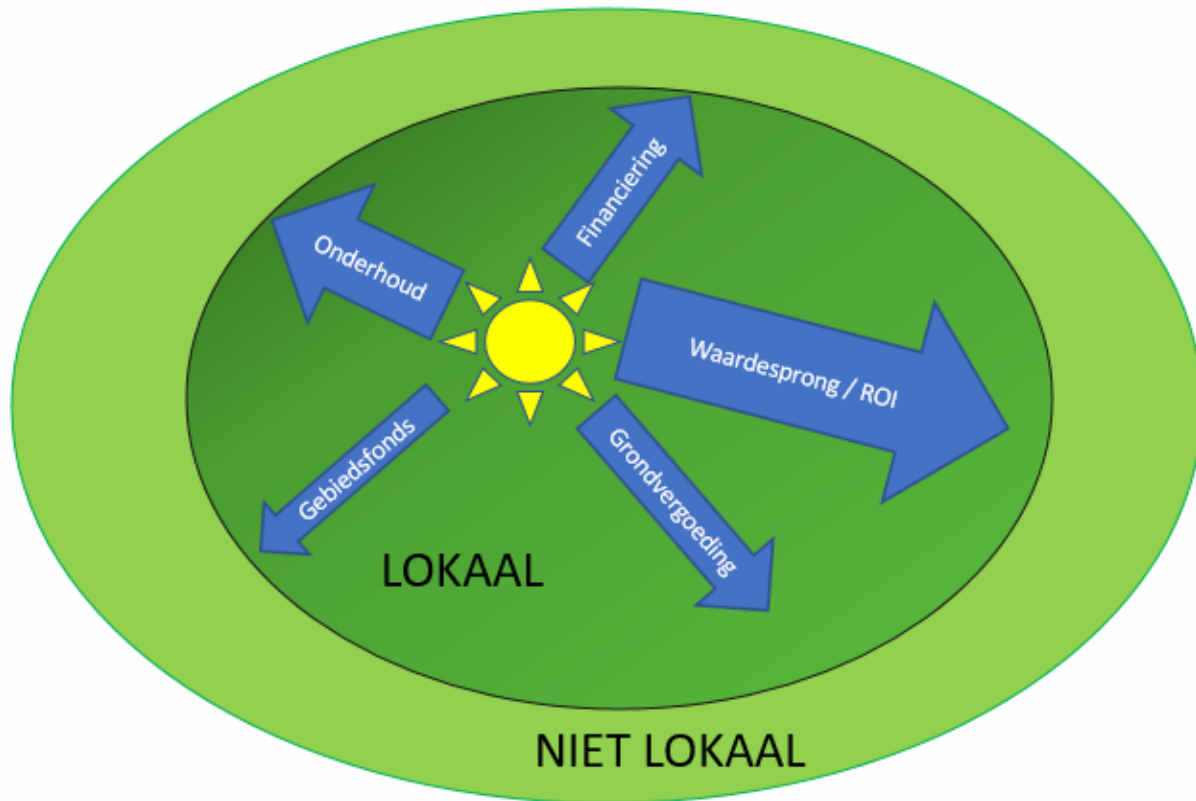 Financiering
Onderhoud
Waardesprong / ROI
Gebiedsfonds
Grondvergoeding
LOKAAL
NIET LOKAAL